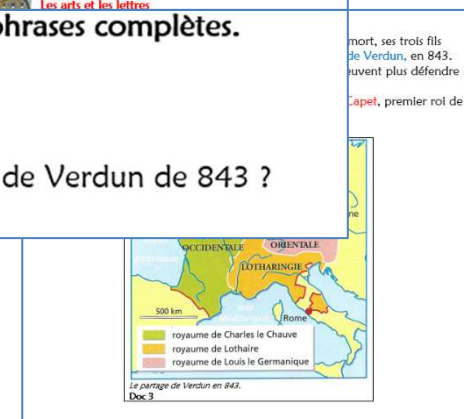 Les arts et les lettres
phrases complètes.
de Verdun de 843 ?
mort, ses trois fils
de Verdun, en 843.
peuvent plus défendre
Capet, premier roi de
OCCIDENTALE
ORIENTALE
LOTHARINGIE
500 km
Rome
royaume de Charles le Chauve
royaume de Lothaire
royaume de Louis le Germanique
Le partage de Verdun en 843.
Doc 3